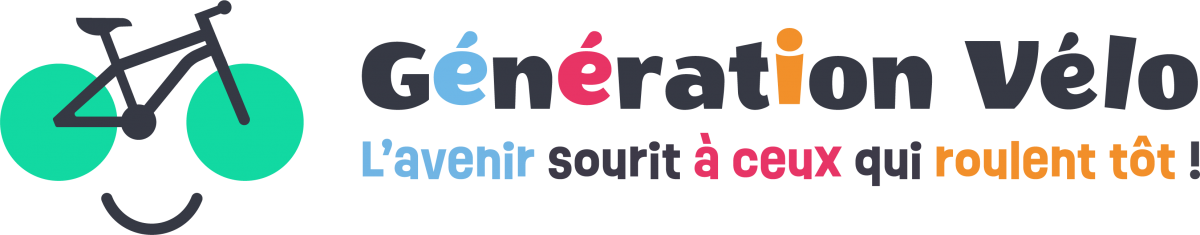 Génération Vélo
L'avenir sourit à ceux qui roulent tôt !